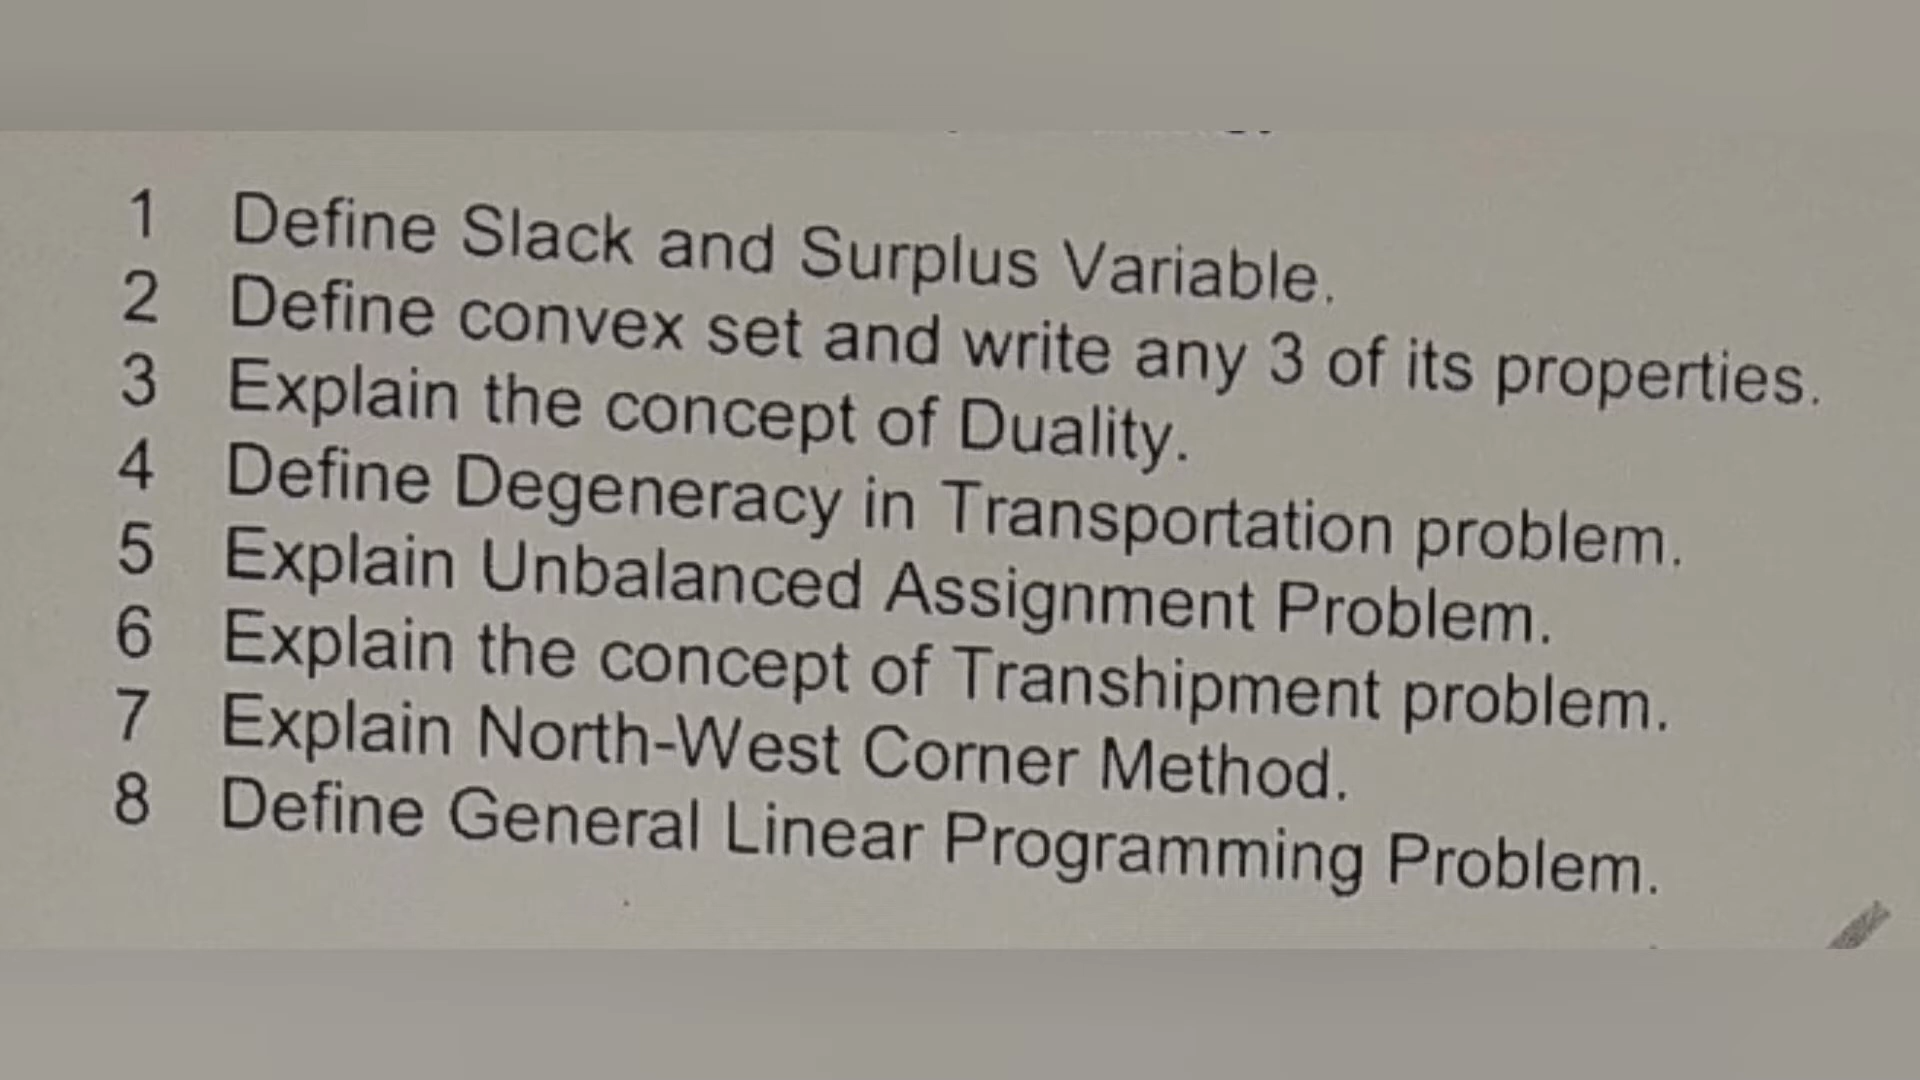 1 Define Slack and Surplus Variable.
2 Define convex set and write any 3 of its properties.
3 Explain the concept of Duality.
4 Define Degeneracy in Transportation problem.
5 Explain Unbalanced Assignment Problem.
6 Explain the concept of Transhipment problem.
7 Explain North-West Corner Method.
8 Define General Linear Programming Problem.